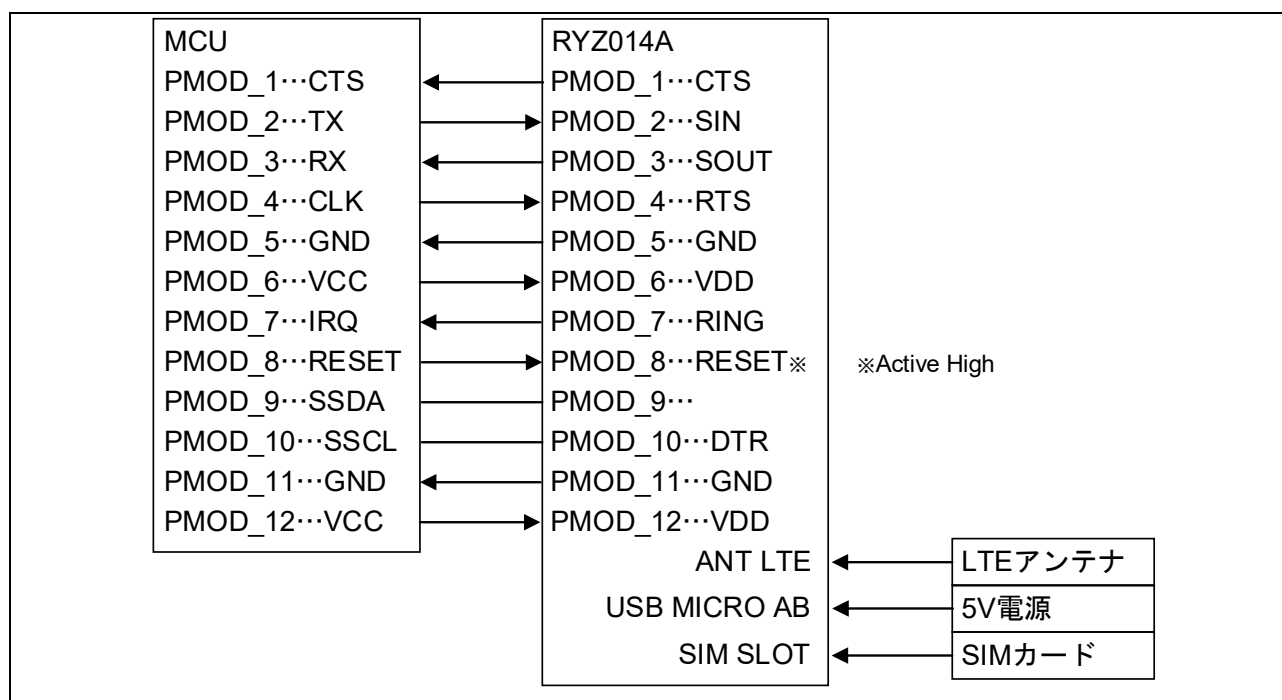 MCU
PMOD_1…CTS
PMOD_2…TX
PMOD_3…RX
PMOD_4…CLK
PMOD_5…GND
PMOD_6…VCC
PMOD_7…IRQ
PMOD_8…RESET
PMOD_9…SSDA
PMOD_10…SSCL
PMOD_11…GND
PMOD_12…VCC
RYZ014A
PMOD_1…CTS
PMOD_2…SIN
PMOD_3…SOUT
PMOD_4…RTS
PMOD_5…GND
PMOD_6…VDD
PMOD_7…RING
PMOD_8…RESET※
PMOD_9…
PMOD_10…DTR
PMOD_11…GND
PMOD_12…VDD
ANT LTE
USB MICRO AB
SIM SLOT
※Active High
LTEアンテナ
5V電源
SIMカード